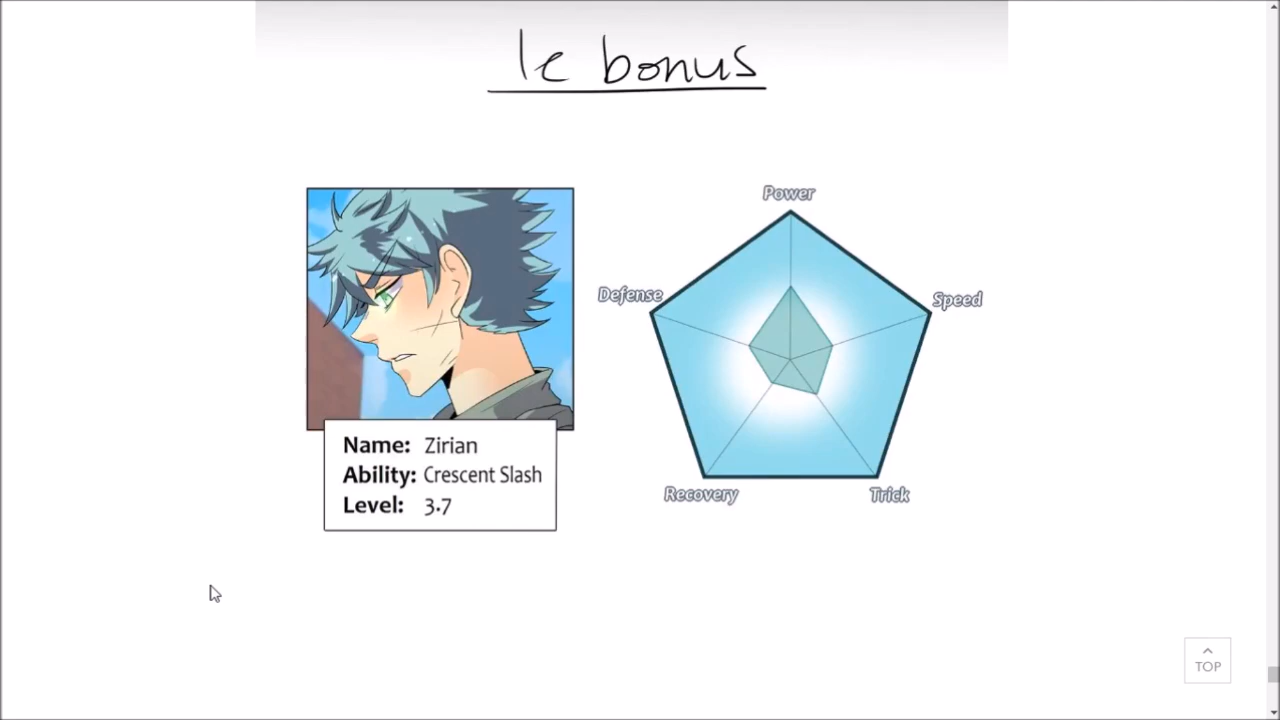 le bonus
Name: Zirian
Ability: Crescent Slash
Level: 3.7
Power
Defense
Speed
Recovery
Trick
TOP